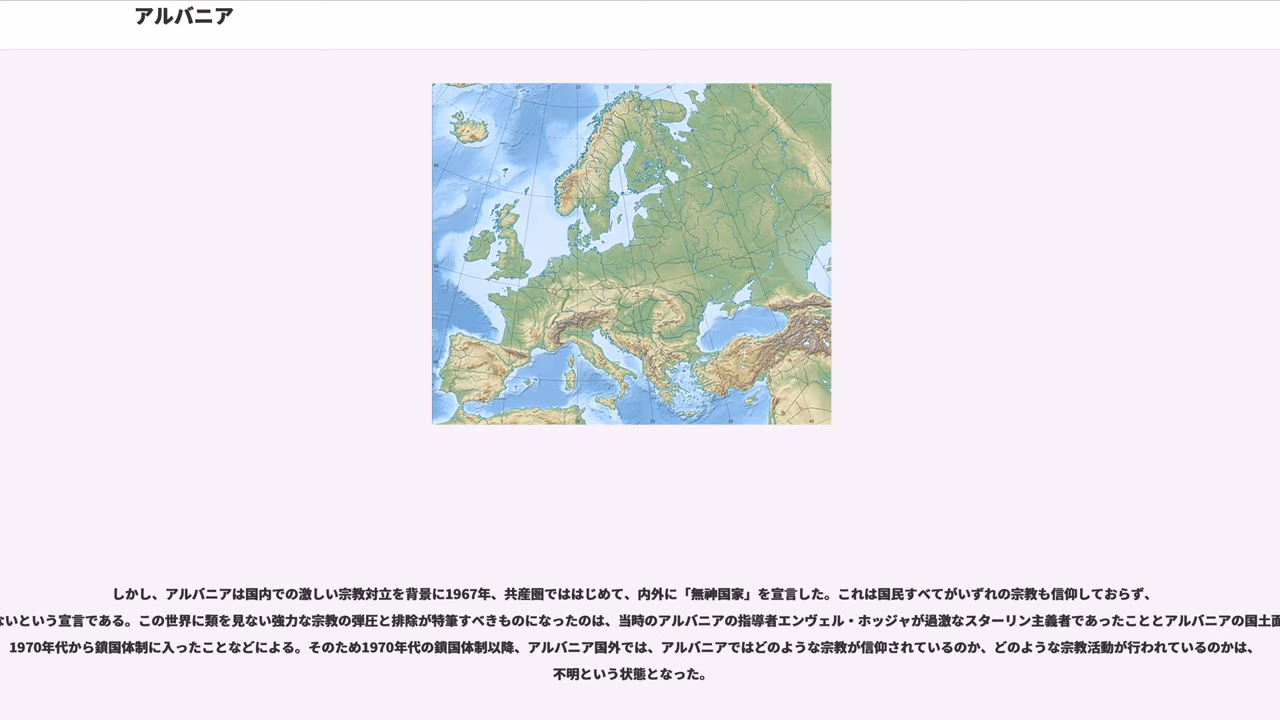 アルバニア
しかし、アルバニアは国内での激しい宗教対立を背景に1967年、共産圏でははじめて、内外に「無神国家」を宣言した。これは国民すべてがいずれの宗教も信仰しておらず、
ないという宣言である。この世界に類を見ない強力な宗教の弾圧と排除が特筆すべきものになったのは、当時のアルバニアの指導者エンヴェル・ホッジャが過激なスターリン主義者であったこととアルバニアの国土面
1970年代から鎖国体制に入ったことなどによる。そのため1970年代の鎖国体制以降、アルバニア国外では、アルバニアではどのような宗教が信仰されているのか、どのような宗教活動が行われているのかは、
不明という状態となった。